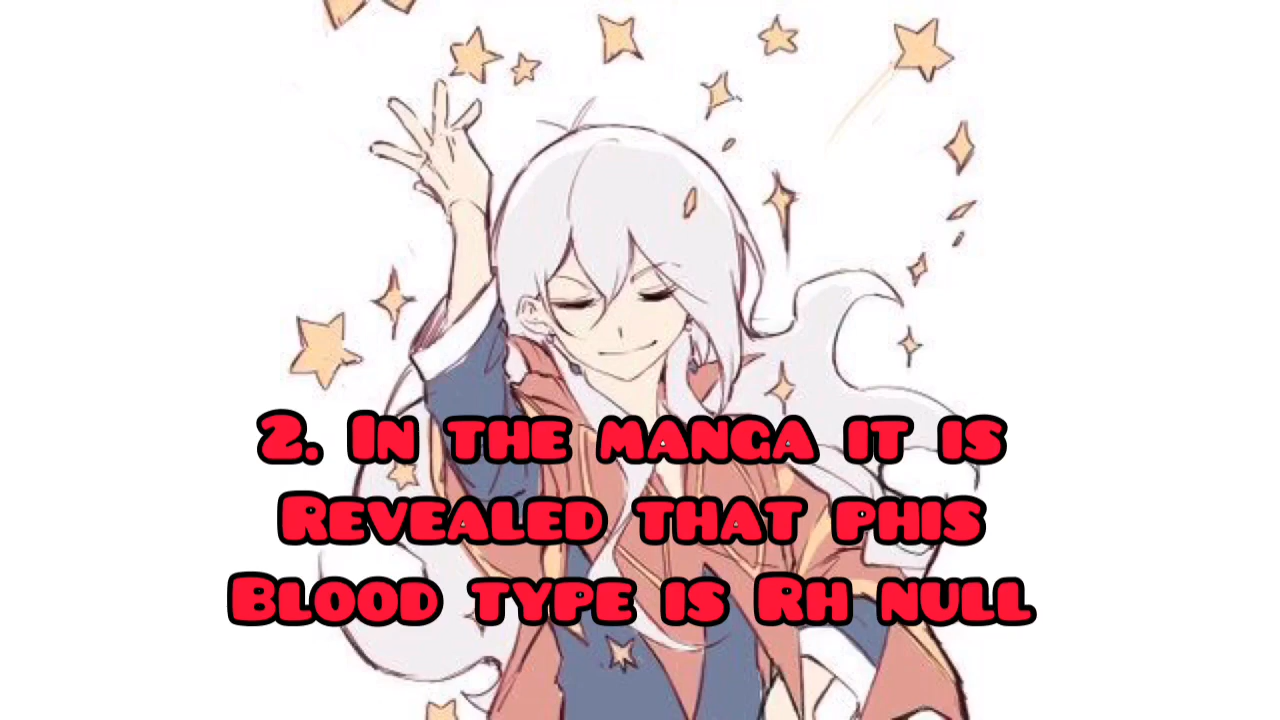 2. In the manga it is
Revealed that phis
Blood type is Rh null